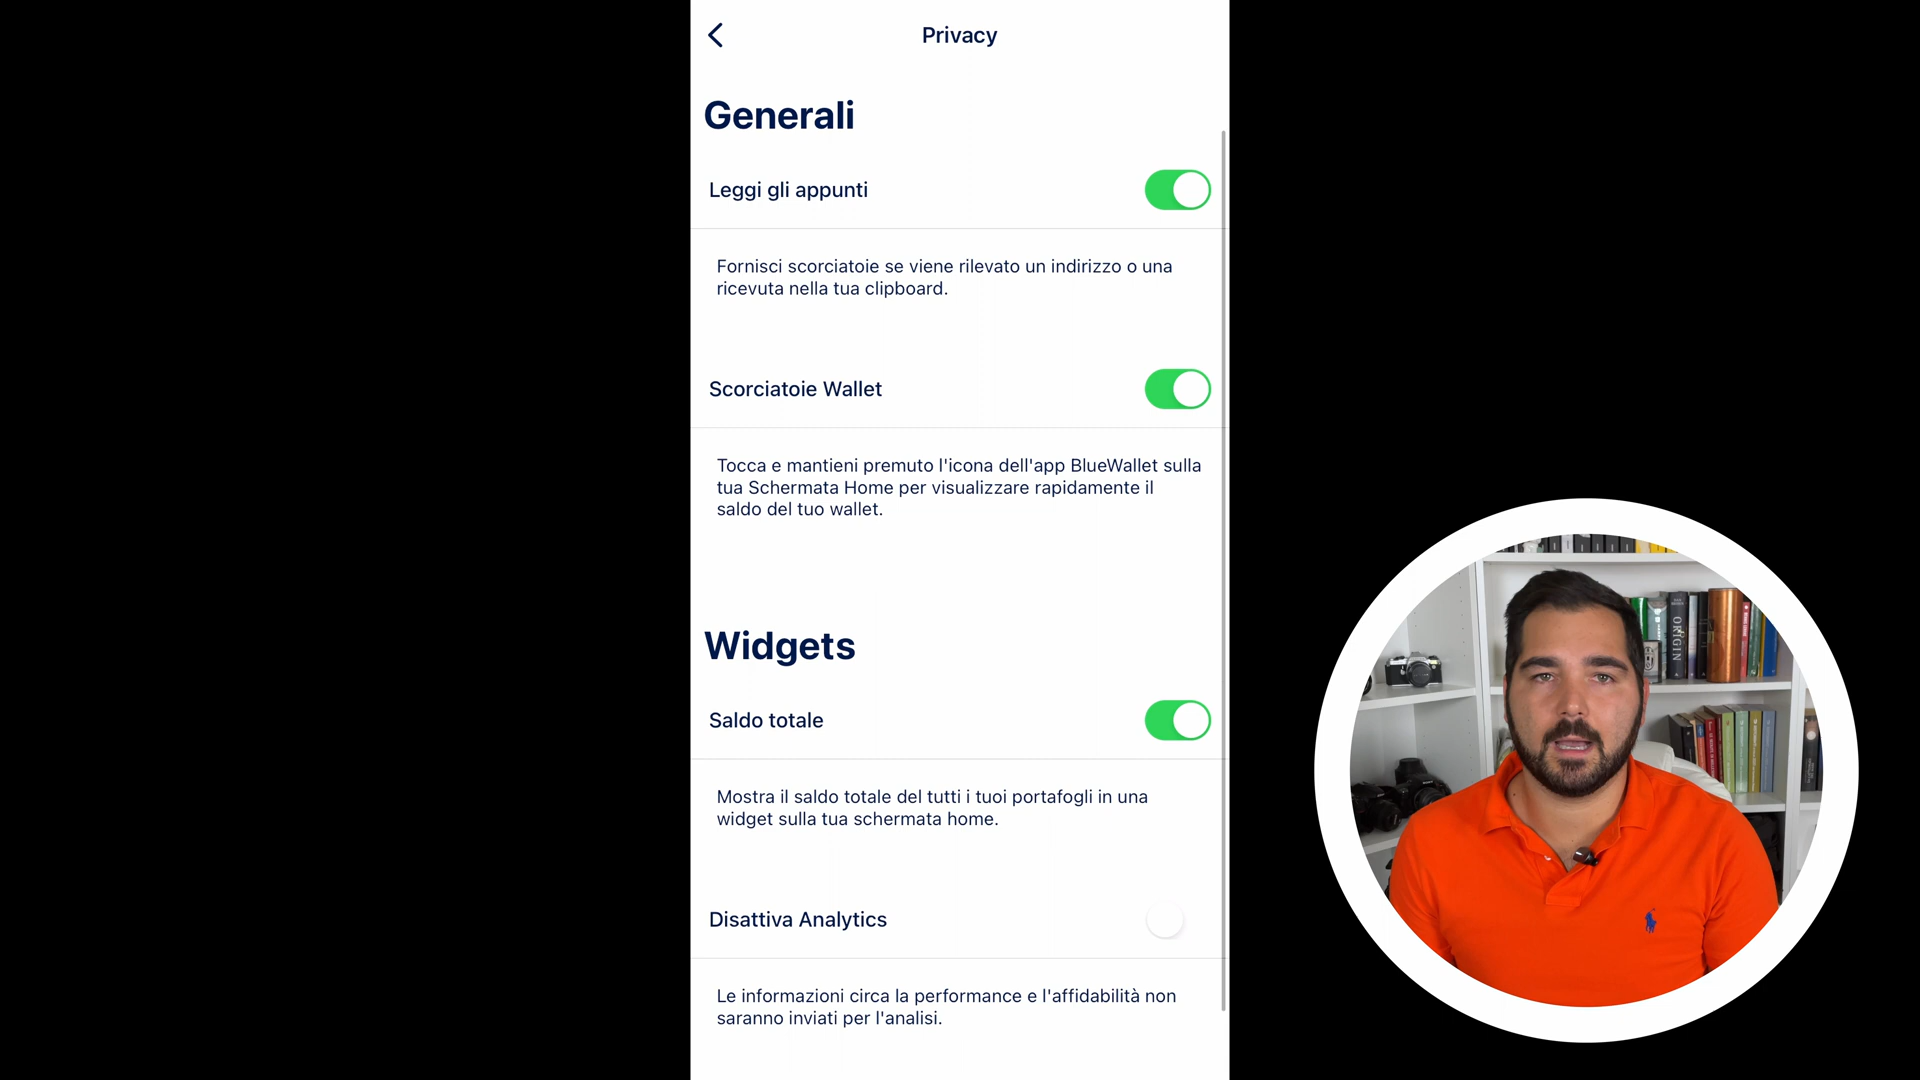 Privacy
Generali
Leggi gli appunti
Fornisci scorciatoie se viene rilevato un indirizzo o una
ricevuta nella tua clipboard.
Scorciatoie Wallet
Tocca e mantieni premuto l'icona dell'app BlueWallet sulla
tua Schermata Home per visualizzare rapidamente il
saldo del tuo wallet.
Widgets
Saldo totale
Mostra il saldo totale del tutti i tuoi portafogli in una
widget sulla tua schermata home.
Disattiva Analytics
Le informazioni circa la performance e l'affidabilità non
saranno inviati per l'analisi.
ORIGIN